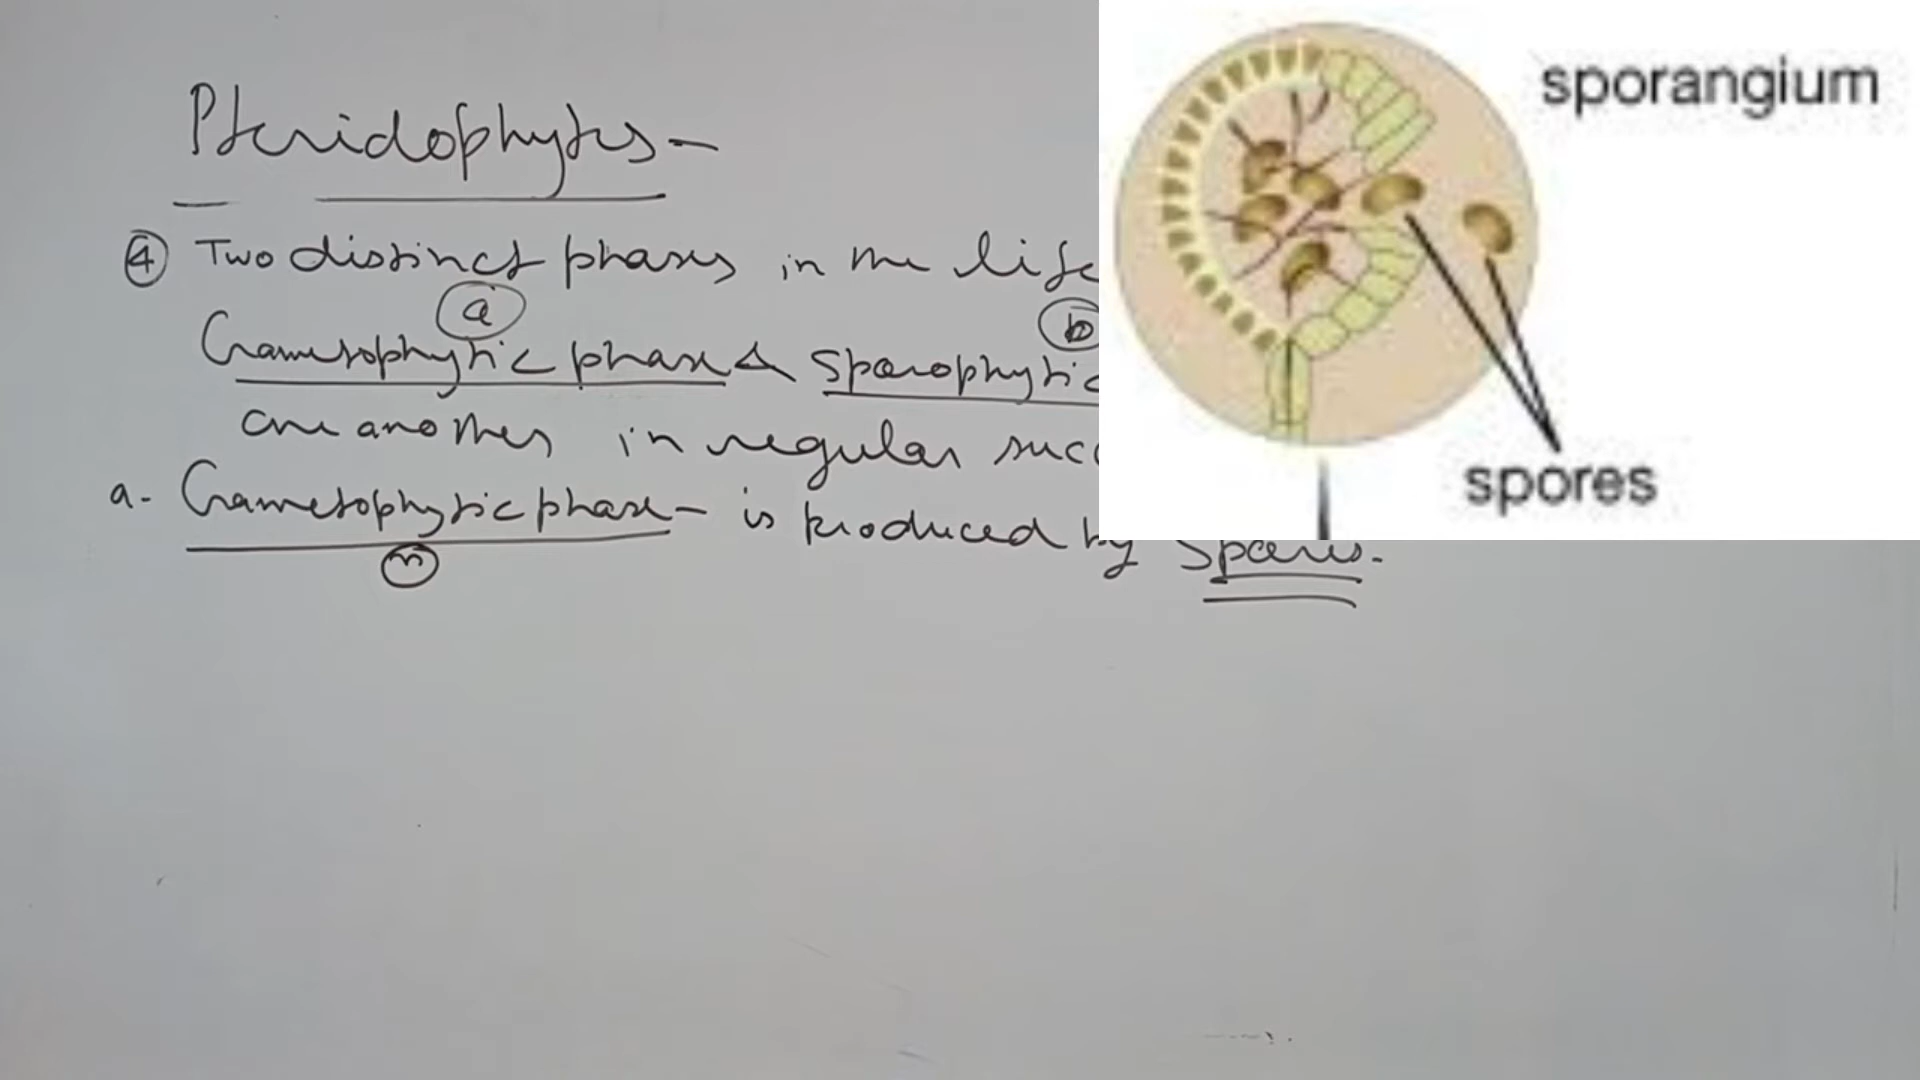 Pteridophytes-
④ Two distinct phases in the life
ⓐ ⓑ
Gametophytic phase & Sporophytic
one another in regular succ
a- Gametophytic phase- is produced by Spores.
ⓝ
sporangium
spores